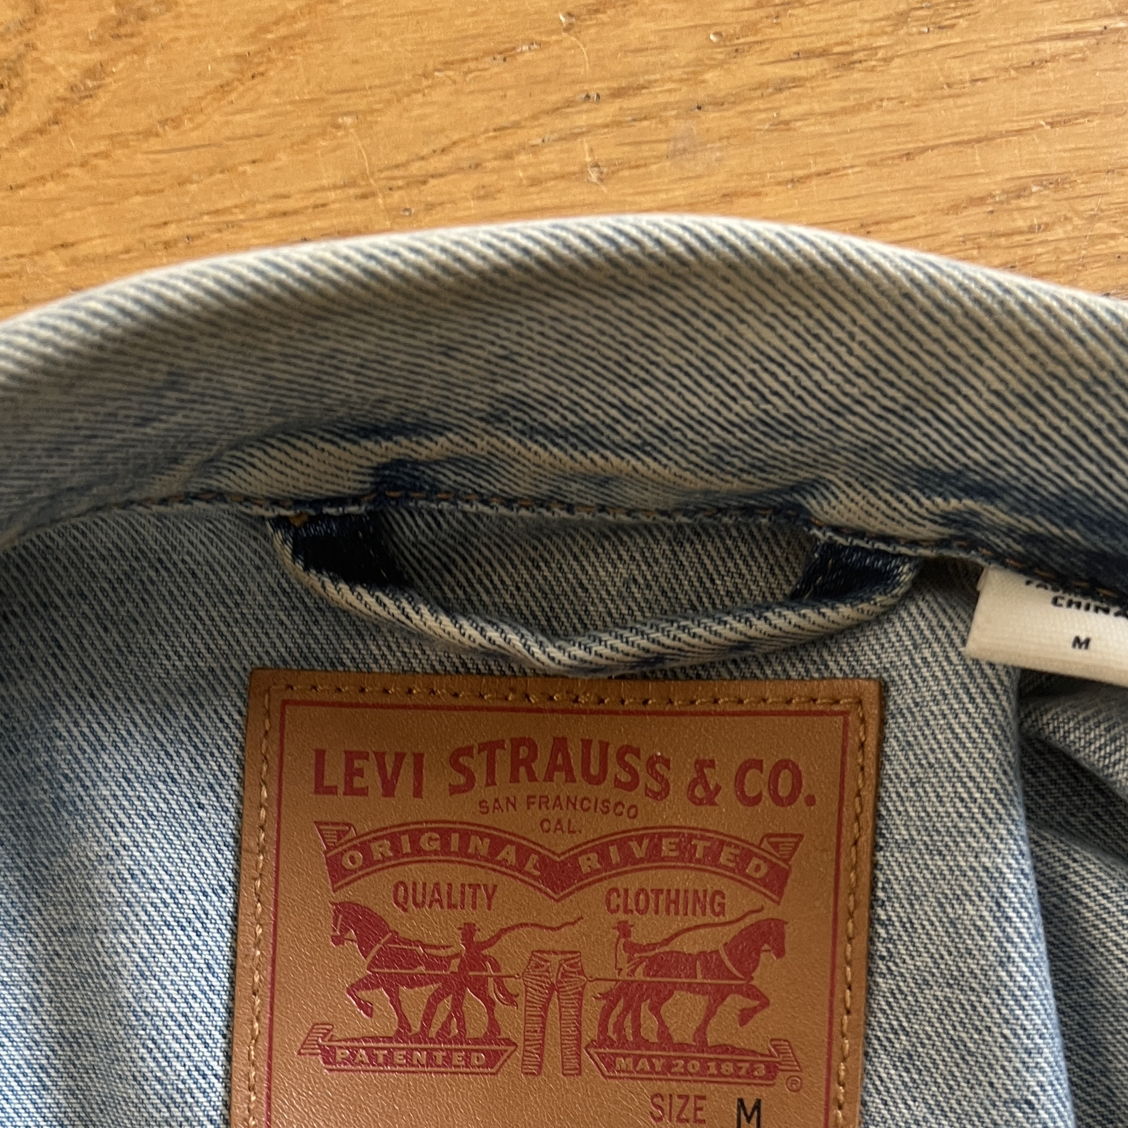 CHINA
M
LEVI STRAUSS & CO.
SAN FRANCISCO
CAL.
ORIGINAL RIVETED
QUALITY CLOTHING
PATENTED MAY 20 1873
®
SIZE M